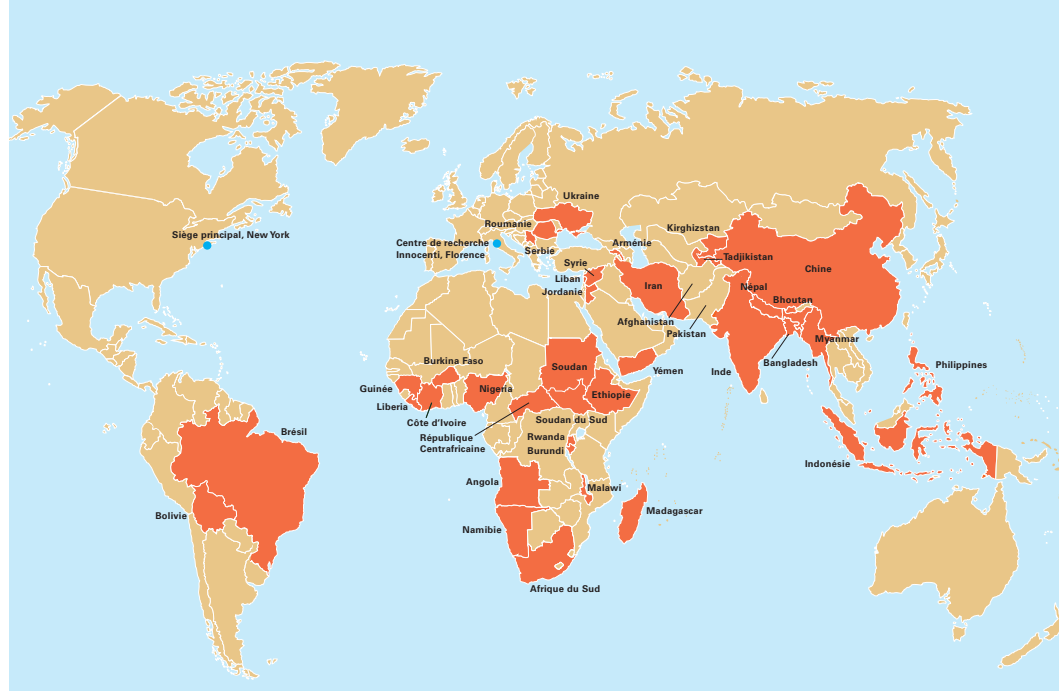 Ukraine
Roumanie
Kirghizstan
Siège principal, New York
Centre de recherche
Innocenti, Florence
Serbie
Arménie
Tadjikistan
Syrie
Chine
Liban
Iran
Népal
Jordanie
Bhoutan
Afghanistan
Pakistan
Myanmar
Burkina Faso
Soudan
Bangladesh
Philippines
Yémen
Inde
Guinée
Nigeria
Ethiopie
Liberia
Côte d'Ivoire
Soudan du Sud
Brésil
République
Centrafricaine
Rwanda
Burundi
Indonésie
Angola
Malawi
Bolivie
Madagascar
Namibie
Afrique du Sud